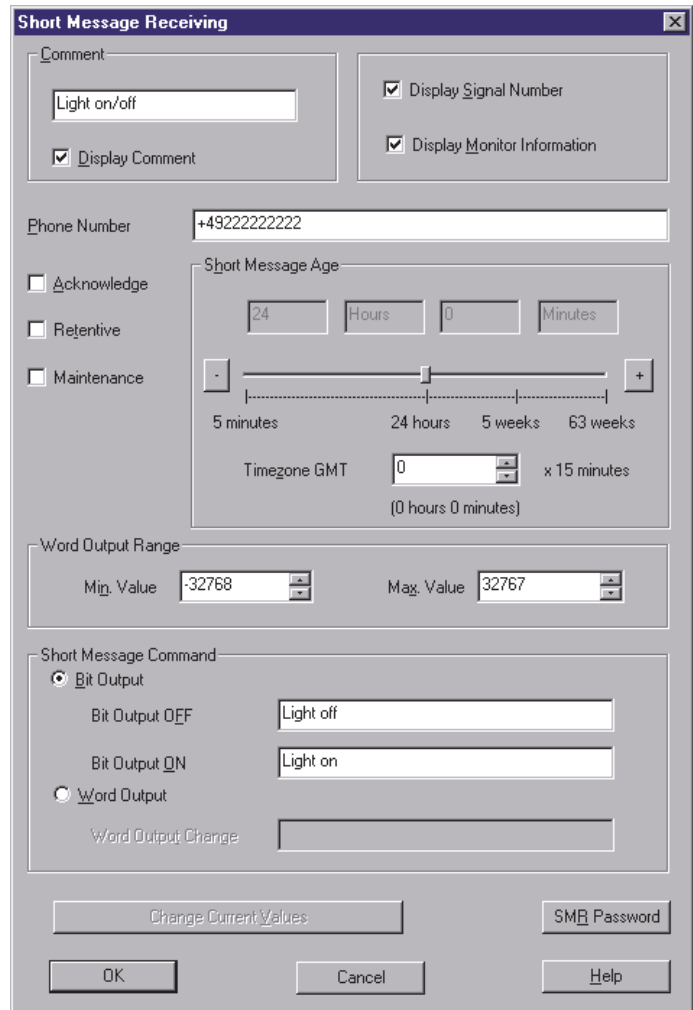 Short Message Receiving
Comment
Light on/off
Display Comment
Display Signal Number
Display Monitor Information
Phone Number
+49222222222
Acknowledge
Retentive
Maintenance
Short Message Age
24 Hours 0 Minutes
- +
5 minutes 24 hours 5 weeks 63 weeks
Timezone GMT 0 x 15 minutes
(0 hours 0 minutes)
Word Output Range
Min. Value -32768 Max. Value 32767
Short Message Command
Bit Output
Bit Output OFF Light off
Bit Output ON Light on
Word Output
Word Output Change
Change Current Values SMR Password
OK Cancel Help